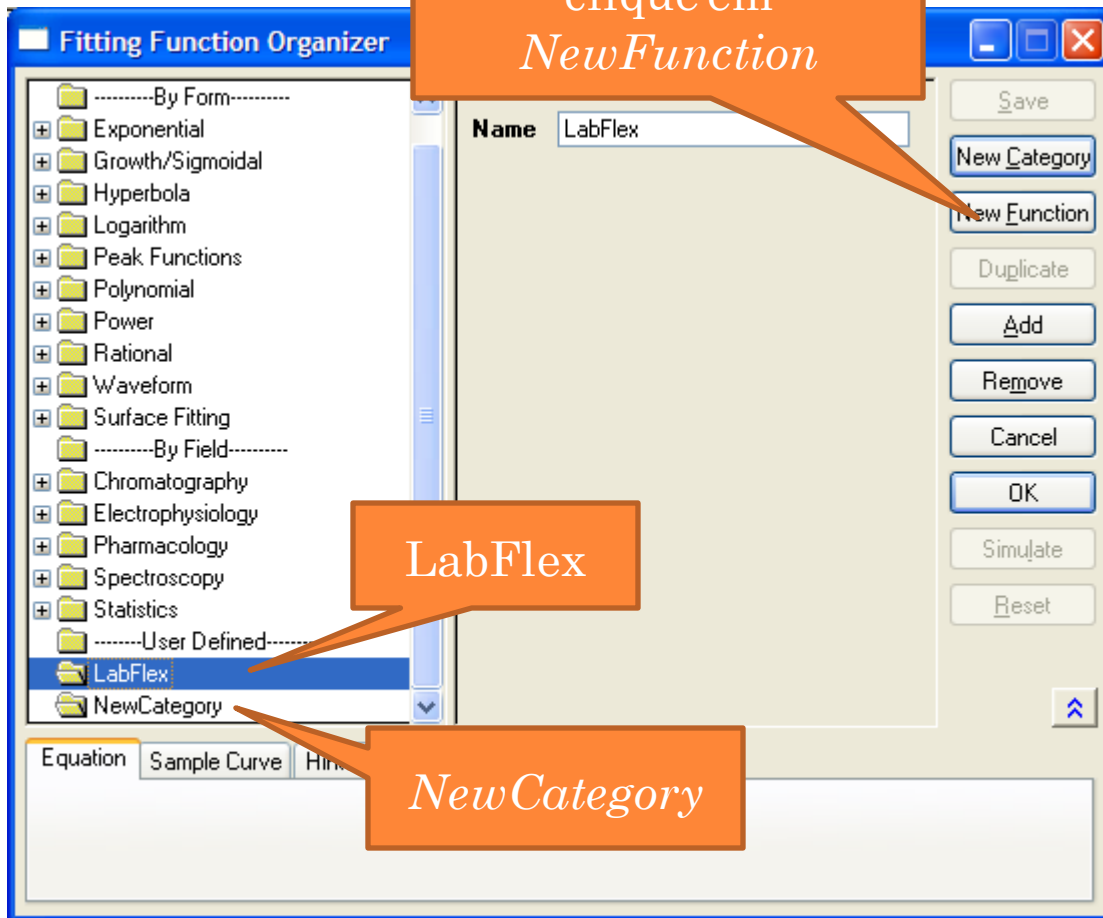 clique em
NewFunction
Fitting Function Organizer
----------By Form----------
Exponential
Growth/Sigmoidal
Hyperbola
Logarithm
Peak Functions
Polynomial
Power
Rational
Waveform
Surface Fitting
----------By Field----------
Chromatography
Electrophysiology
Pharmacology
Spectroscopy
Statistics
--------User Defined--------
LabFlex
NewCategory
Name LabFlex
Save
New Category
New Function
Duplicate
Add
Remove
Cancel
OK
Simulate
Reset
LabFlex
NewCategory
Equation
Sample Curve